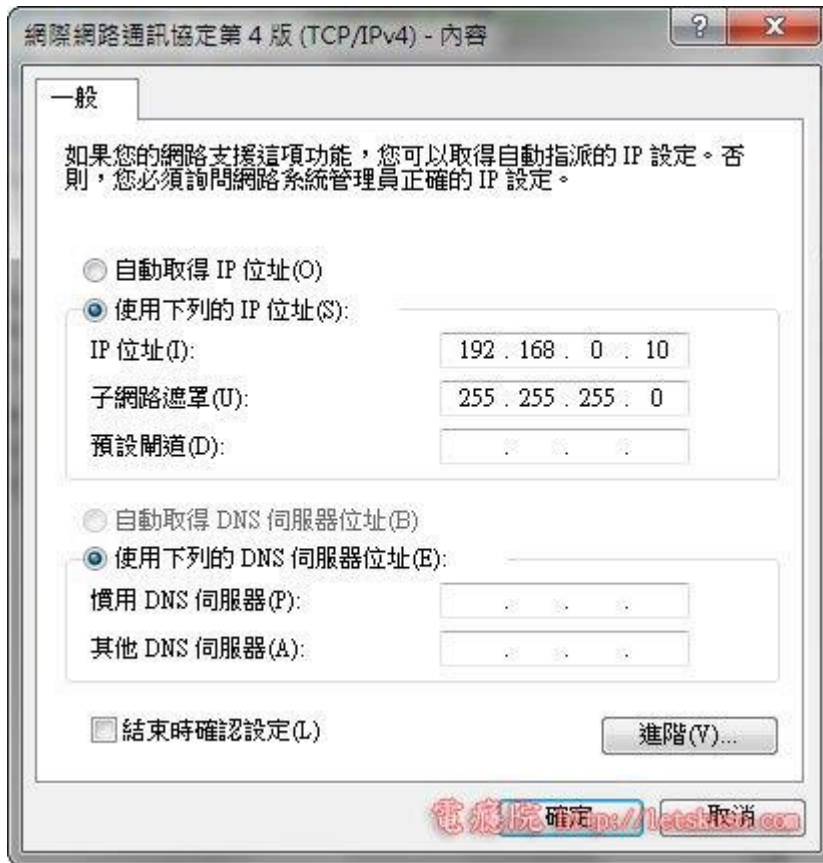 網際網路通訊協定第 4 版 (TCP/IPv4) - 內容
一般
如果您的網路支援這項功能，您可以取得自動指派的 IP 設定。否
則，您必須詢問網路系統管理員正確的 IP 設定。
自動取得 IP 位址(O)
使用下列的 IP 位址(S):
IP 位址(I): 192 . 168 . 0 . 10
子網路遮罩(U): 255 . 255 . 255 . 0
預設閘道(D): . . .
自動取得 DNS 伺服器位址(B)
使用下列的 DNS 伺服器位址(E):
慣用 DNS 伺服器(P): . . .
其他 DNS 伺服器(A): . . .
結束時確認設定(L)
進階(V)...
確定 取消
電癮院